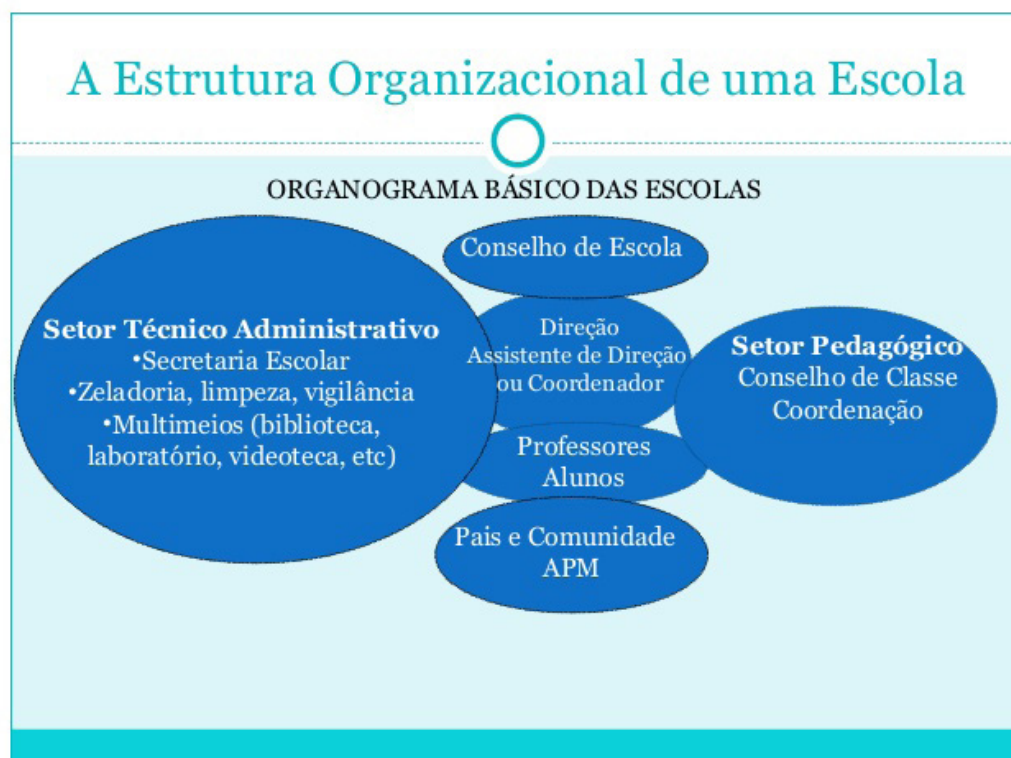 A Estrutura Organizacional de uma Escola
ORGANOGRAMA BÁSICO DAS ESCOLAS
Conselho de Escola
Setor Técnico Administrativo
•Secretaria Escolar
•Zeladoria, limpeza, vigilância
•Multimeios (biblioteca,
laboratório, videoteca, etc)
Direção
Assistente de Direção
ou Coordenador
Setor Pedagógico
Conselho de Classe
Coordenação
Professores
Alunos
Pais e Comunidade
APM